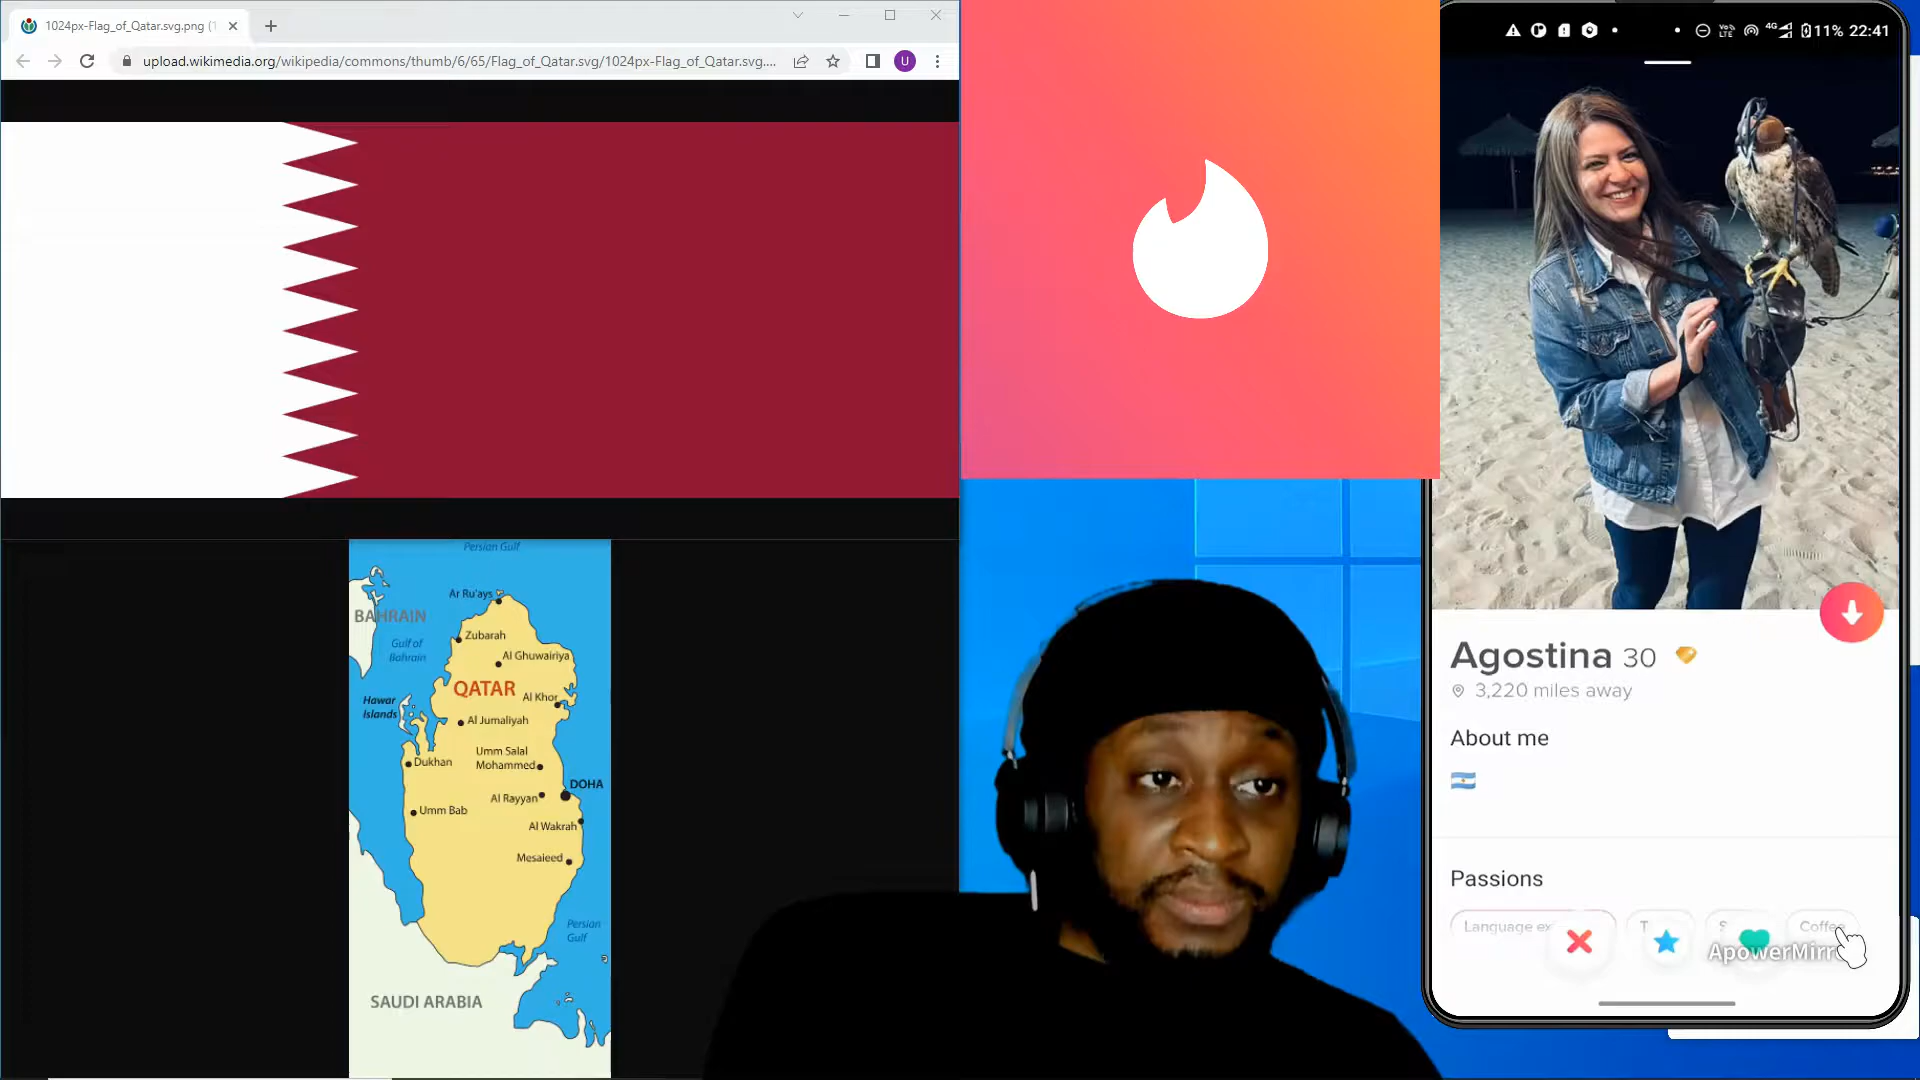 1024px-Flag_of_Qatar.svg.png (1
upload.wikimedia.org/wikipedia/commons/thumb/6/65/Flag_of_Qatar.svg/1024px-Flag_of_Qatar.svg....
U
4G 11% 22:41
VoLTE
Persian Gulf
Ar Ru'ays
BAHRAIN
Zubarah
Gulf of
Bahrain
Al Ghuwairiya
QATAR
Al Khor
Hawar
Islands
Al Jumaliyah
Umm Salal
Mohammed
Dukhan
DOHA
Al Rayyan
Umm Bab
Al Wakrah
Mesaieed
Persian
Gulf
SAUDI ARABIA
Agostina 30
3,220 miles away
About me
Passions
Language ex
T
S
Coffee
ApowerMirr